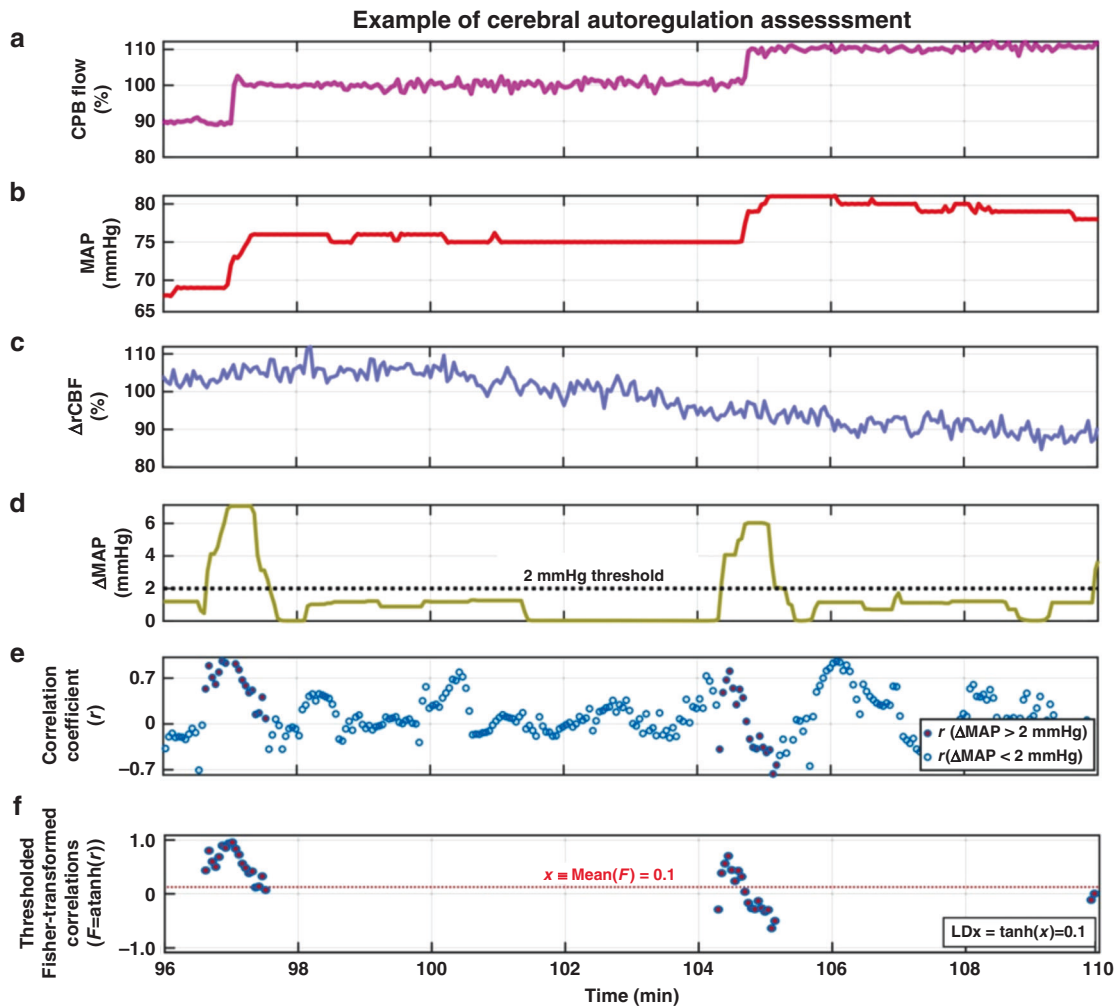 Example of cerebral autoregulation assesssment
a
CPB flow
(%)
110
100
90
80
b
MAP
(mmHg)
80
75
70
65
c
ΔrCBF
(%)
110
100
90
80
d
ΔMAP
(mmHg)
6
4
2
0
2 mmHg threshold
e
Correlation
coefficient
(r)
0.7
0
–0.7
r (ΔMAP > 2 mmHg)
r(ΔMAP < 2 mmHg)
f
Thresholded
Fisher-transformed
correlations
(F=atanh(r))
1.0
0
–1.0
x ≡ Mean(F) = 0.1
LDx = tanh(x)=0.1
96 98 100 102 104 106 108 110
Time (min)